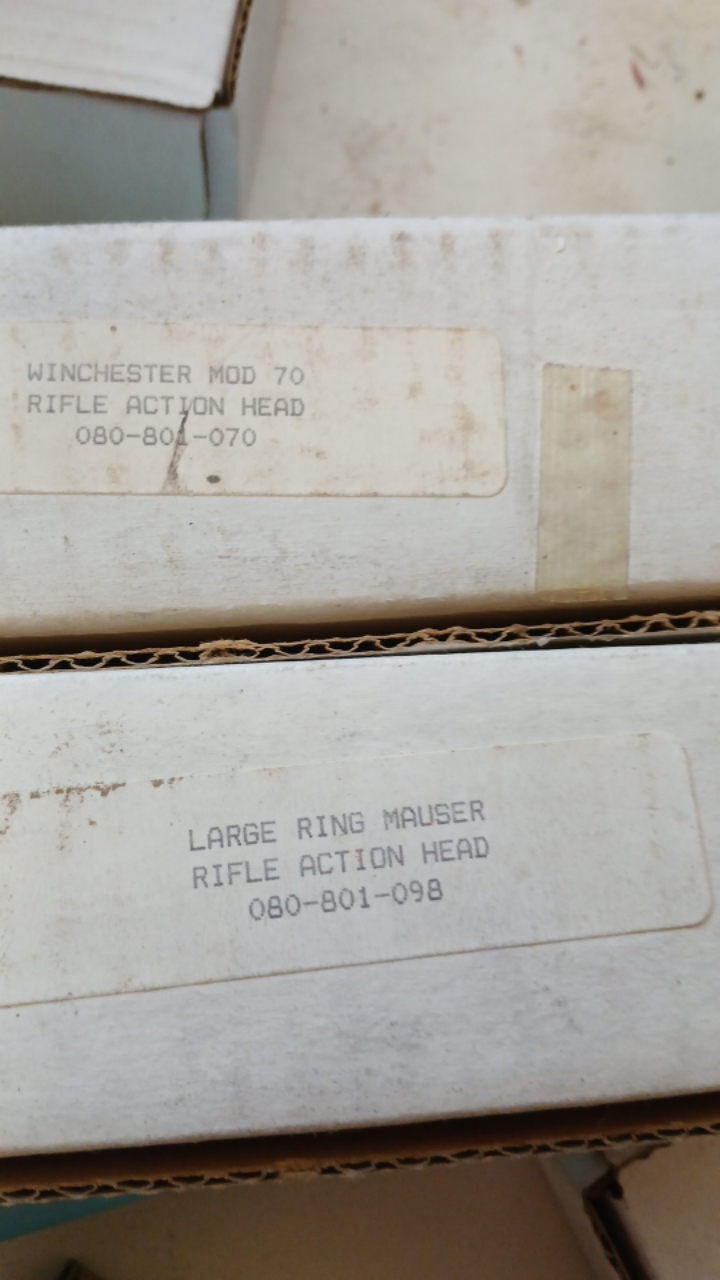 WINCHESTER MOD 70
RIFLE ACTION HEAD
080-801-070
LARGE RING MAUSER
RIFLE ACTION HEAD
080-801-098